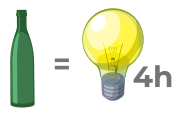 = 4h